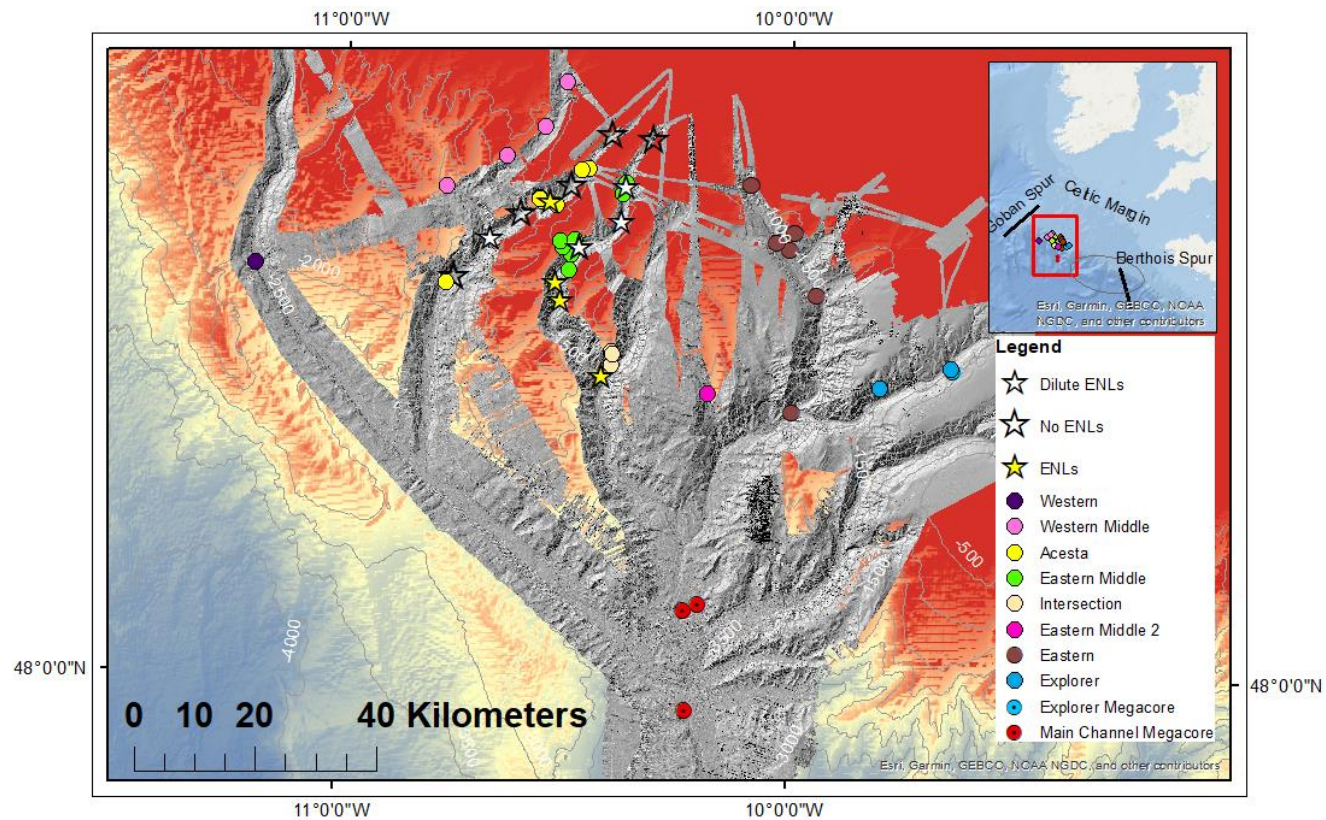 11°0'0"W
10°0'0"W
Goban Spur
Celtic Margin
Berthois Spur
Esri, Garmin, GEBCO, NOAA
NGDC, and other contributors
-1000
-1500
-2000
-2500
-1500
Legend
Dilute ENLs
No ENLs
ENLs
Western
Western Middle
Acesta
Eastern Middle
Intersection
Eastern Middle 2
Eastern
Explorer
Explorer Megacore
Main Channel Megacore
-500
-4000
-3500
48°0'0"N
48°0'0"N
0 10 20 40 Kilometers
Esri, Garmin, GEBCO, NOAA NGDC, and other contributors
11°0'0"W
10°0'0"W